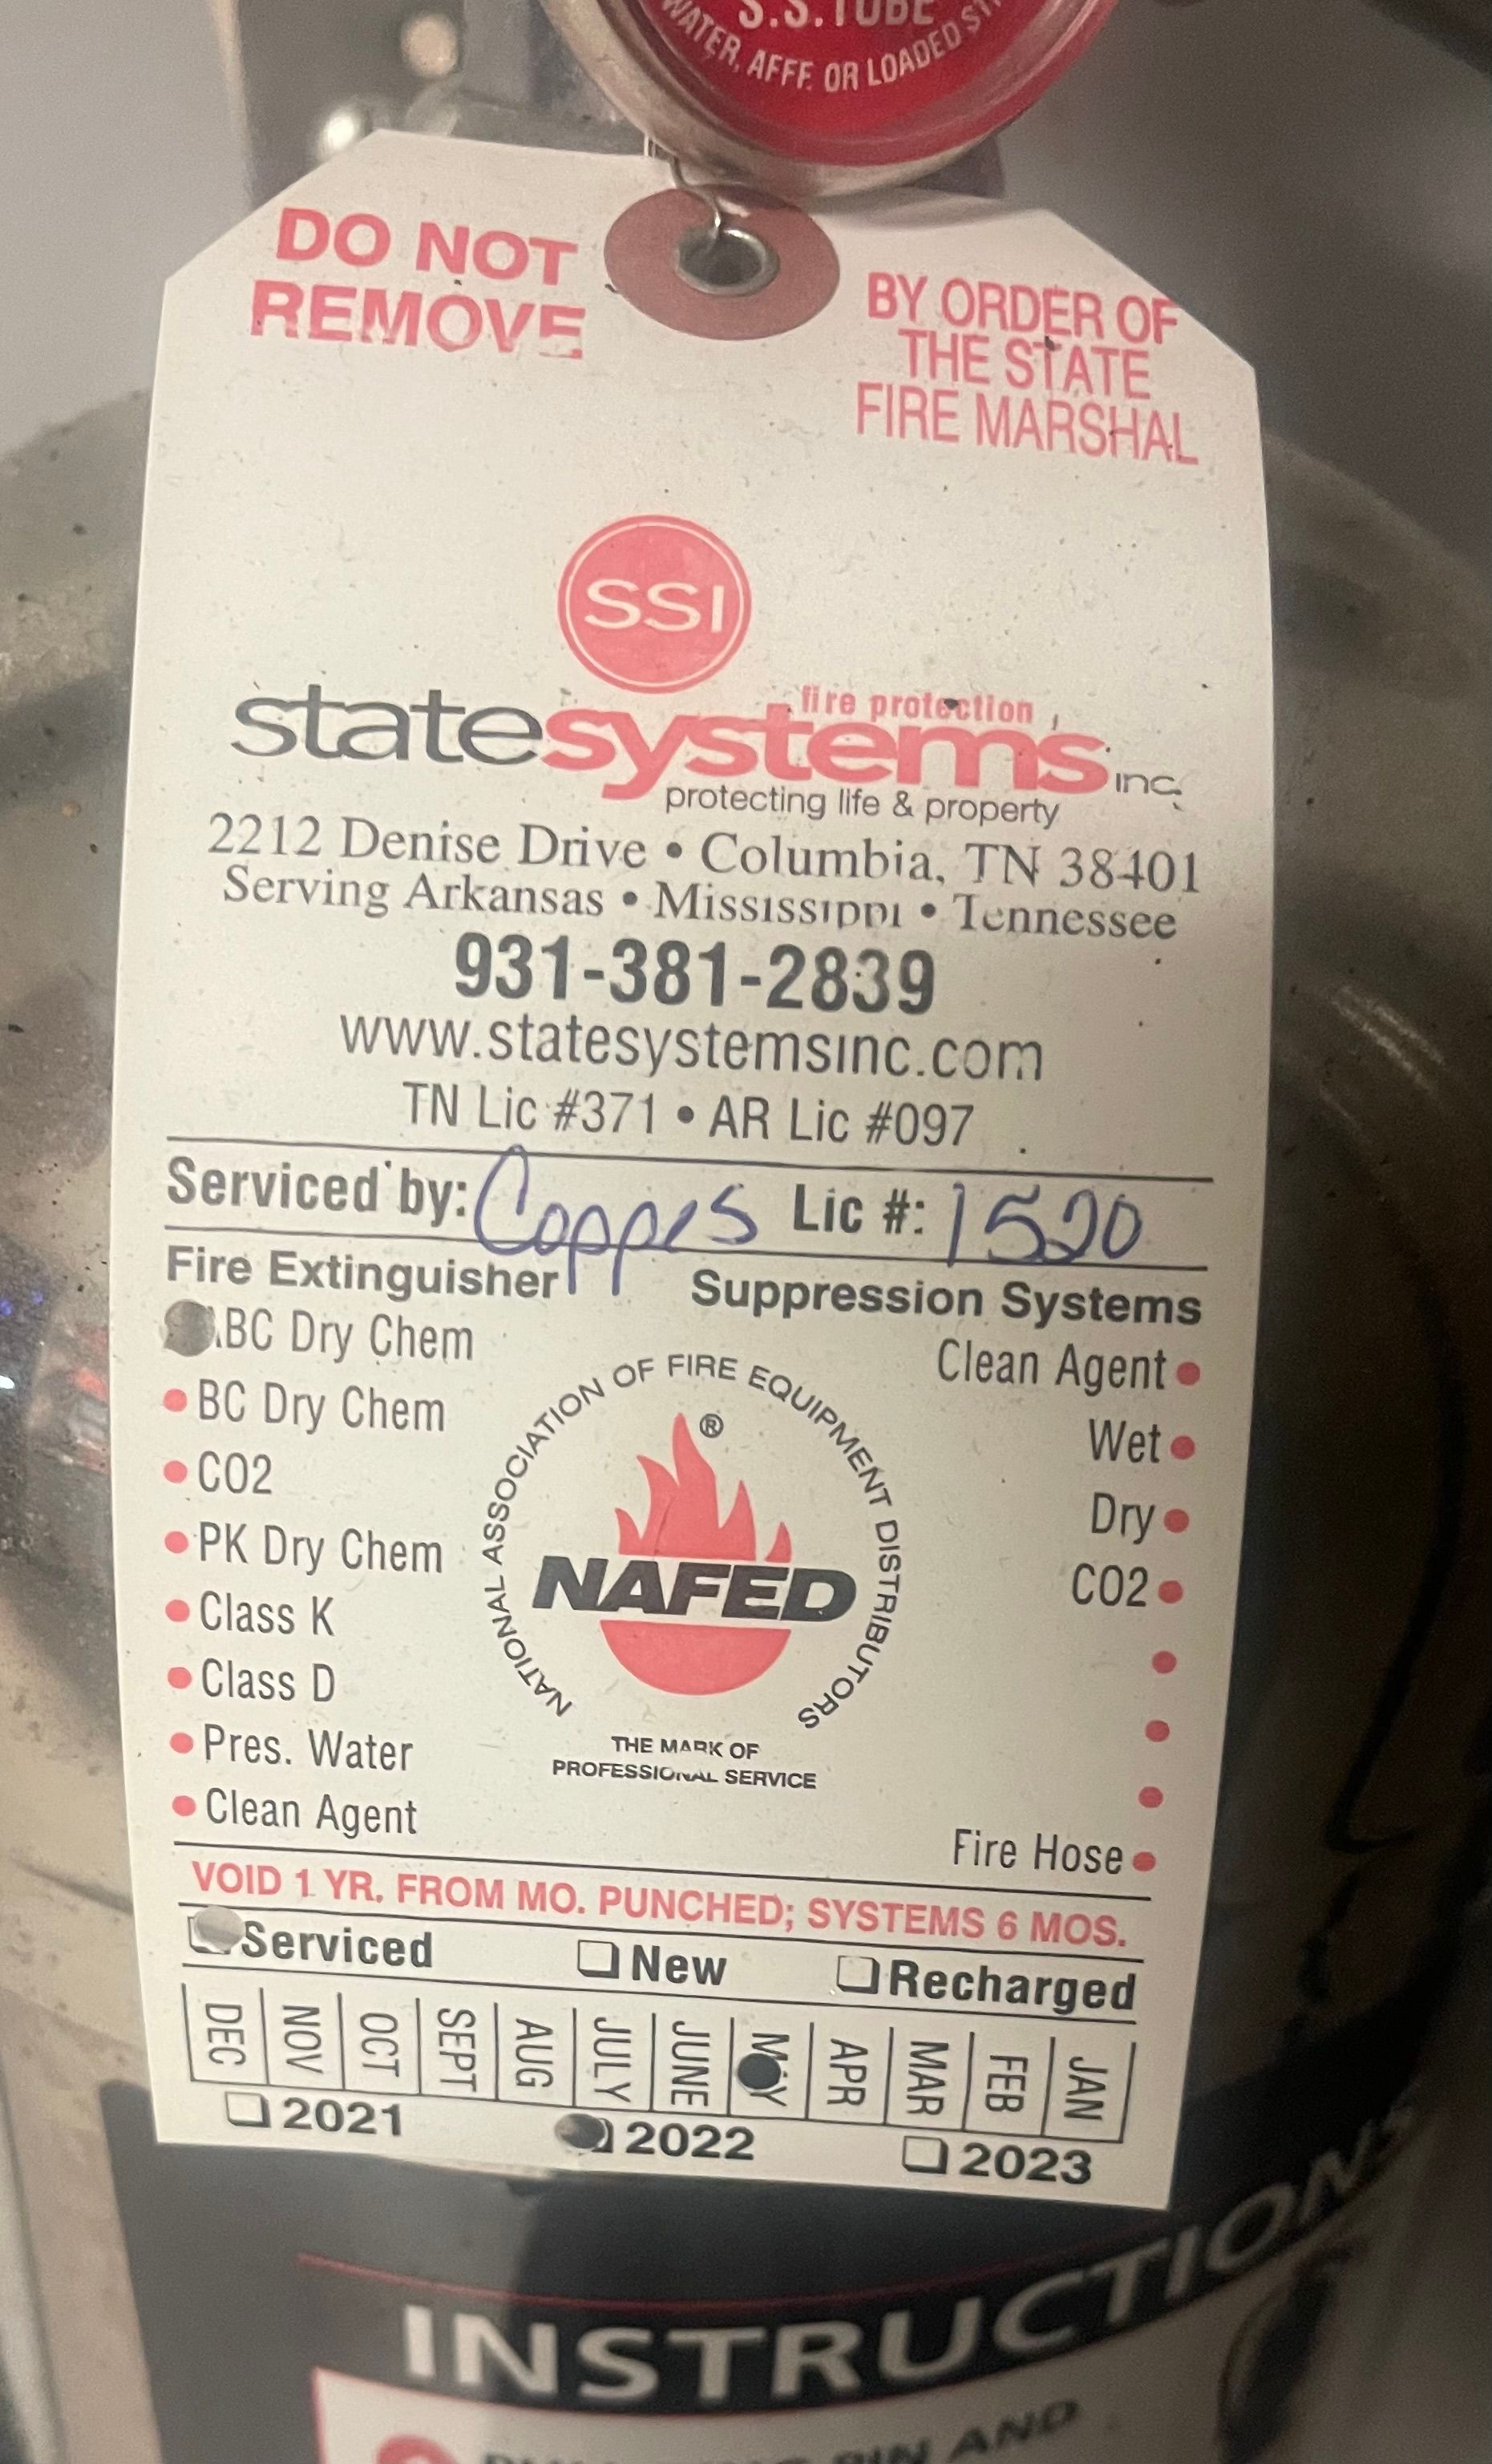 S.S. TUBE
WATER, AFFF OR LOADED
DO NOT
REMOVE
BY ORDER OF
THE STATE
FIRE MARSHAL
SSI
fire protection
statesystems inc.
protecting life & property
2212 Denise Drive • Columbia, TN 38401
Serving Arkansas • Mississippi • Tennessee
931-381-2839
www.statesystemsinc.com
TN Lic #371 • AR Lic #097
Serviced by: Lic #: 1520
Fire Extinguisher
ABC Dry Chem
• BC Dry Chem
• CO2
• PK Dry Chem
• Class K
• Class D
• Pres. Water
• Clean Agent
NATIONAL ASSOCIATION OF FIRE EQUIPMENT DISTRIBUTORS
®
NAFED
THE MARK OF
PROFESSIONAL SERVICE
Suppression Systems
Clean Agent •
Wet •
Dry •
CO2 •
Fire Hose •
VOID 1 YR. FROM MO. PUNCHED; SYSTEMS 6 MOS.
Serviced New Recharged
DEC NOV OCT SEPT AUG JULY JUNE MAY APR MAR FEB JAN
2021 2022 2023
INSTRUCTIONS
PIN AND